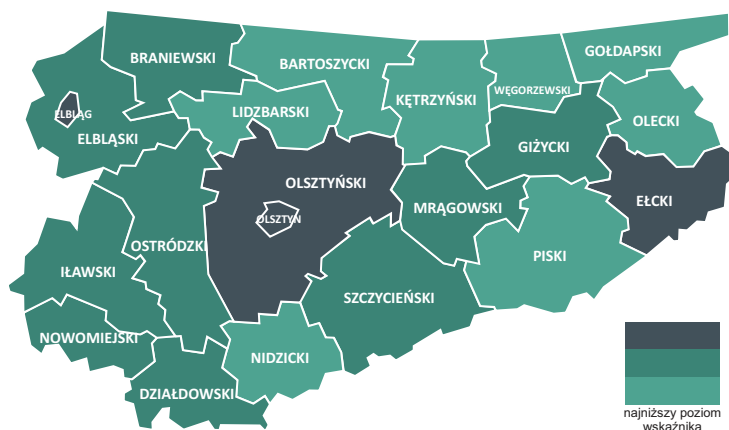 BRANIEWSKI
GOŁDAPSKI
BARTOSZYCKI
WĘGORZEWSKI
KĘTRZYŃSKI
ELBLĄG
LIDZBARSKI
OLECKI
ELBLĄSKI
GIŻYCKI
OLSZTYŃSKI
EŁCKI
MRĄGOWSKI
OLSZTYN
OSTRÓDZKI
PISKI
IŁAWSKI
SZCZYCIEŃSKI
NOWOMIEJSKI
NIDZICKI
DZIAŁDOWSKI
najniższy poziom
wskaźnika